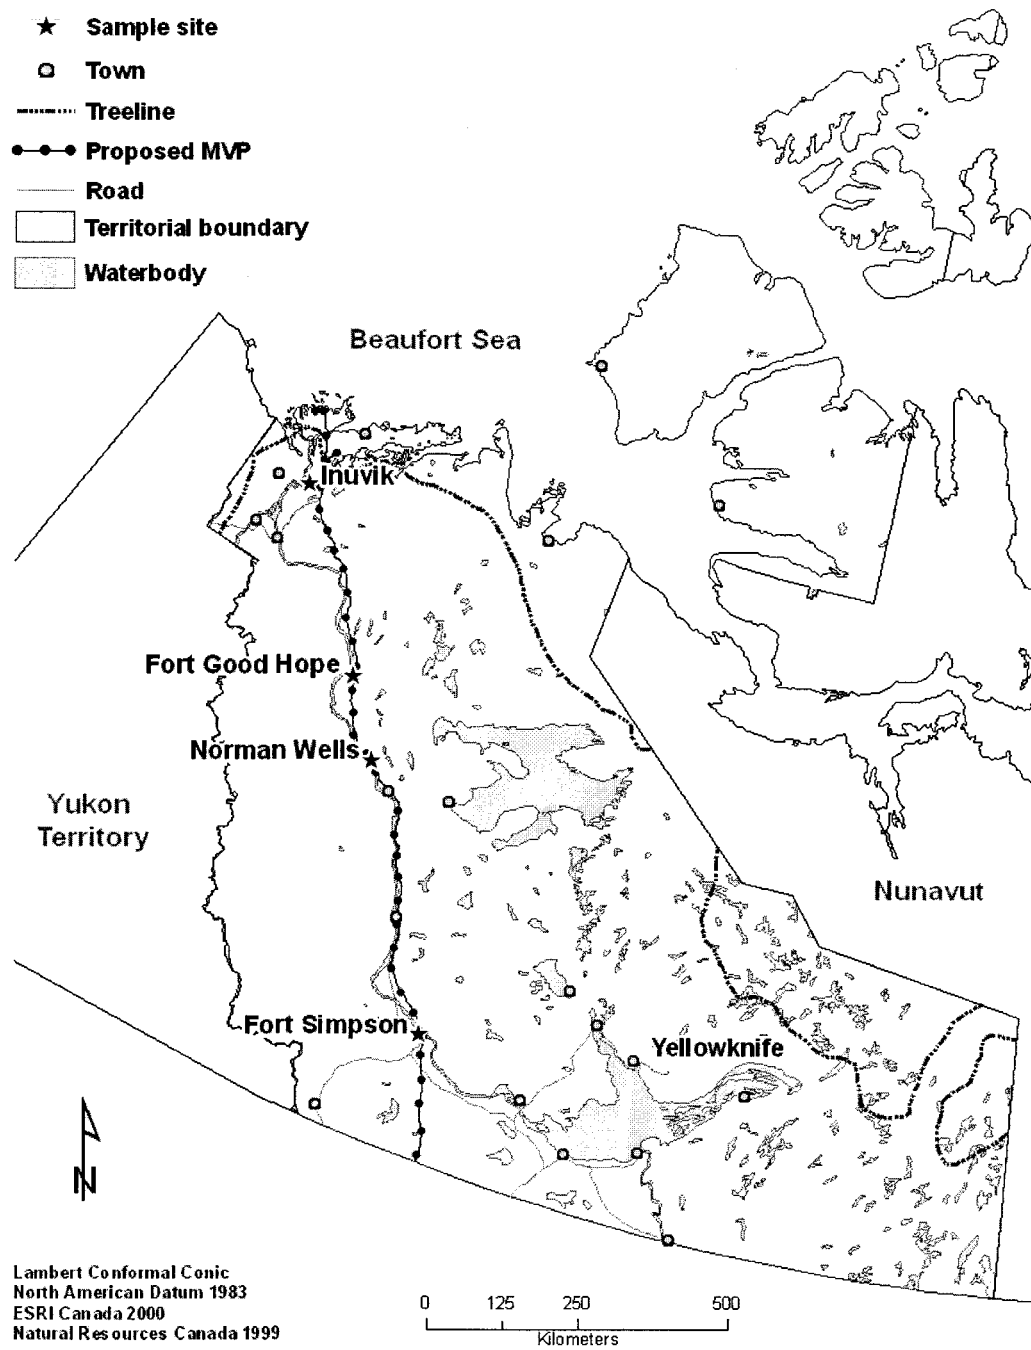 Sample site
Town
Treeline
Proposed MVP
Road
Territorial boundary
Waterbody
Beaufort Sea
Inuvik
Fort Good Hope
Norman Wells
Yukon
Territory
Nunavut
Fort Simpson
Yellowknife
N
Lambert Conformal Conic
North American Datum 1983
ESRI Canada 2000
Natural Resources Canada 1999
0 125 250 500
Kilometers